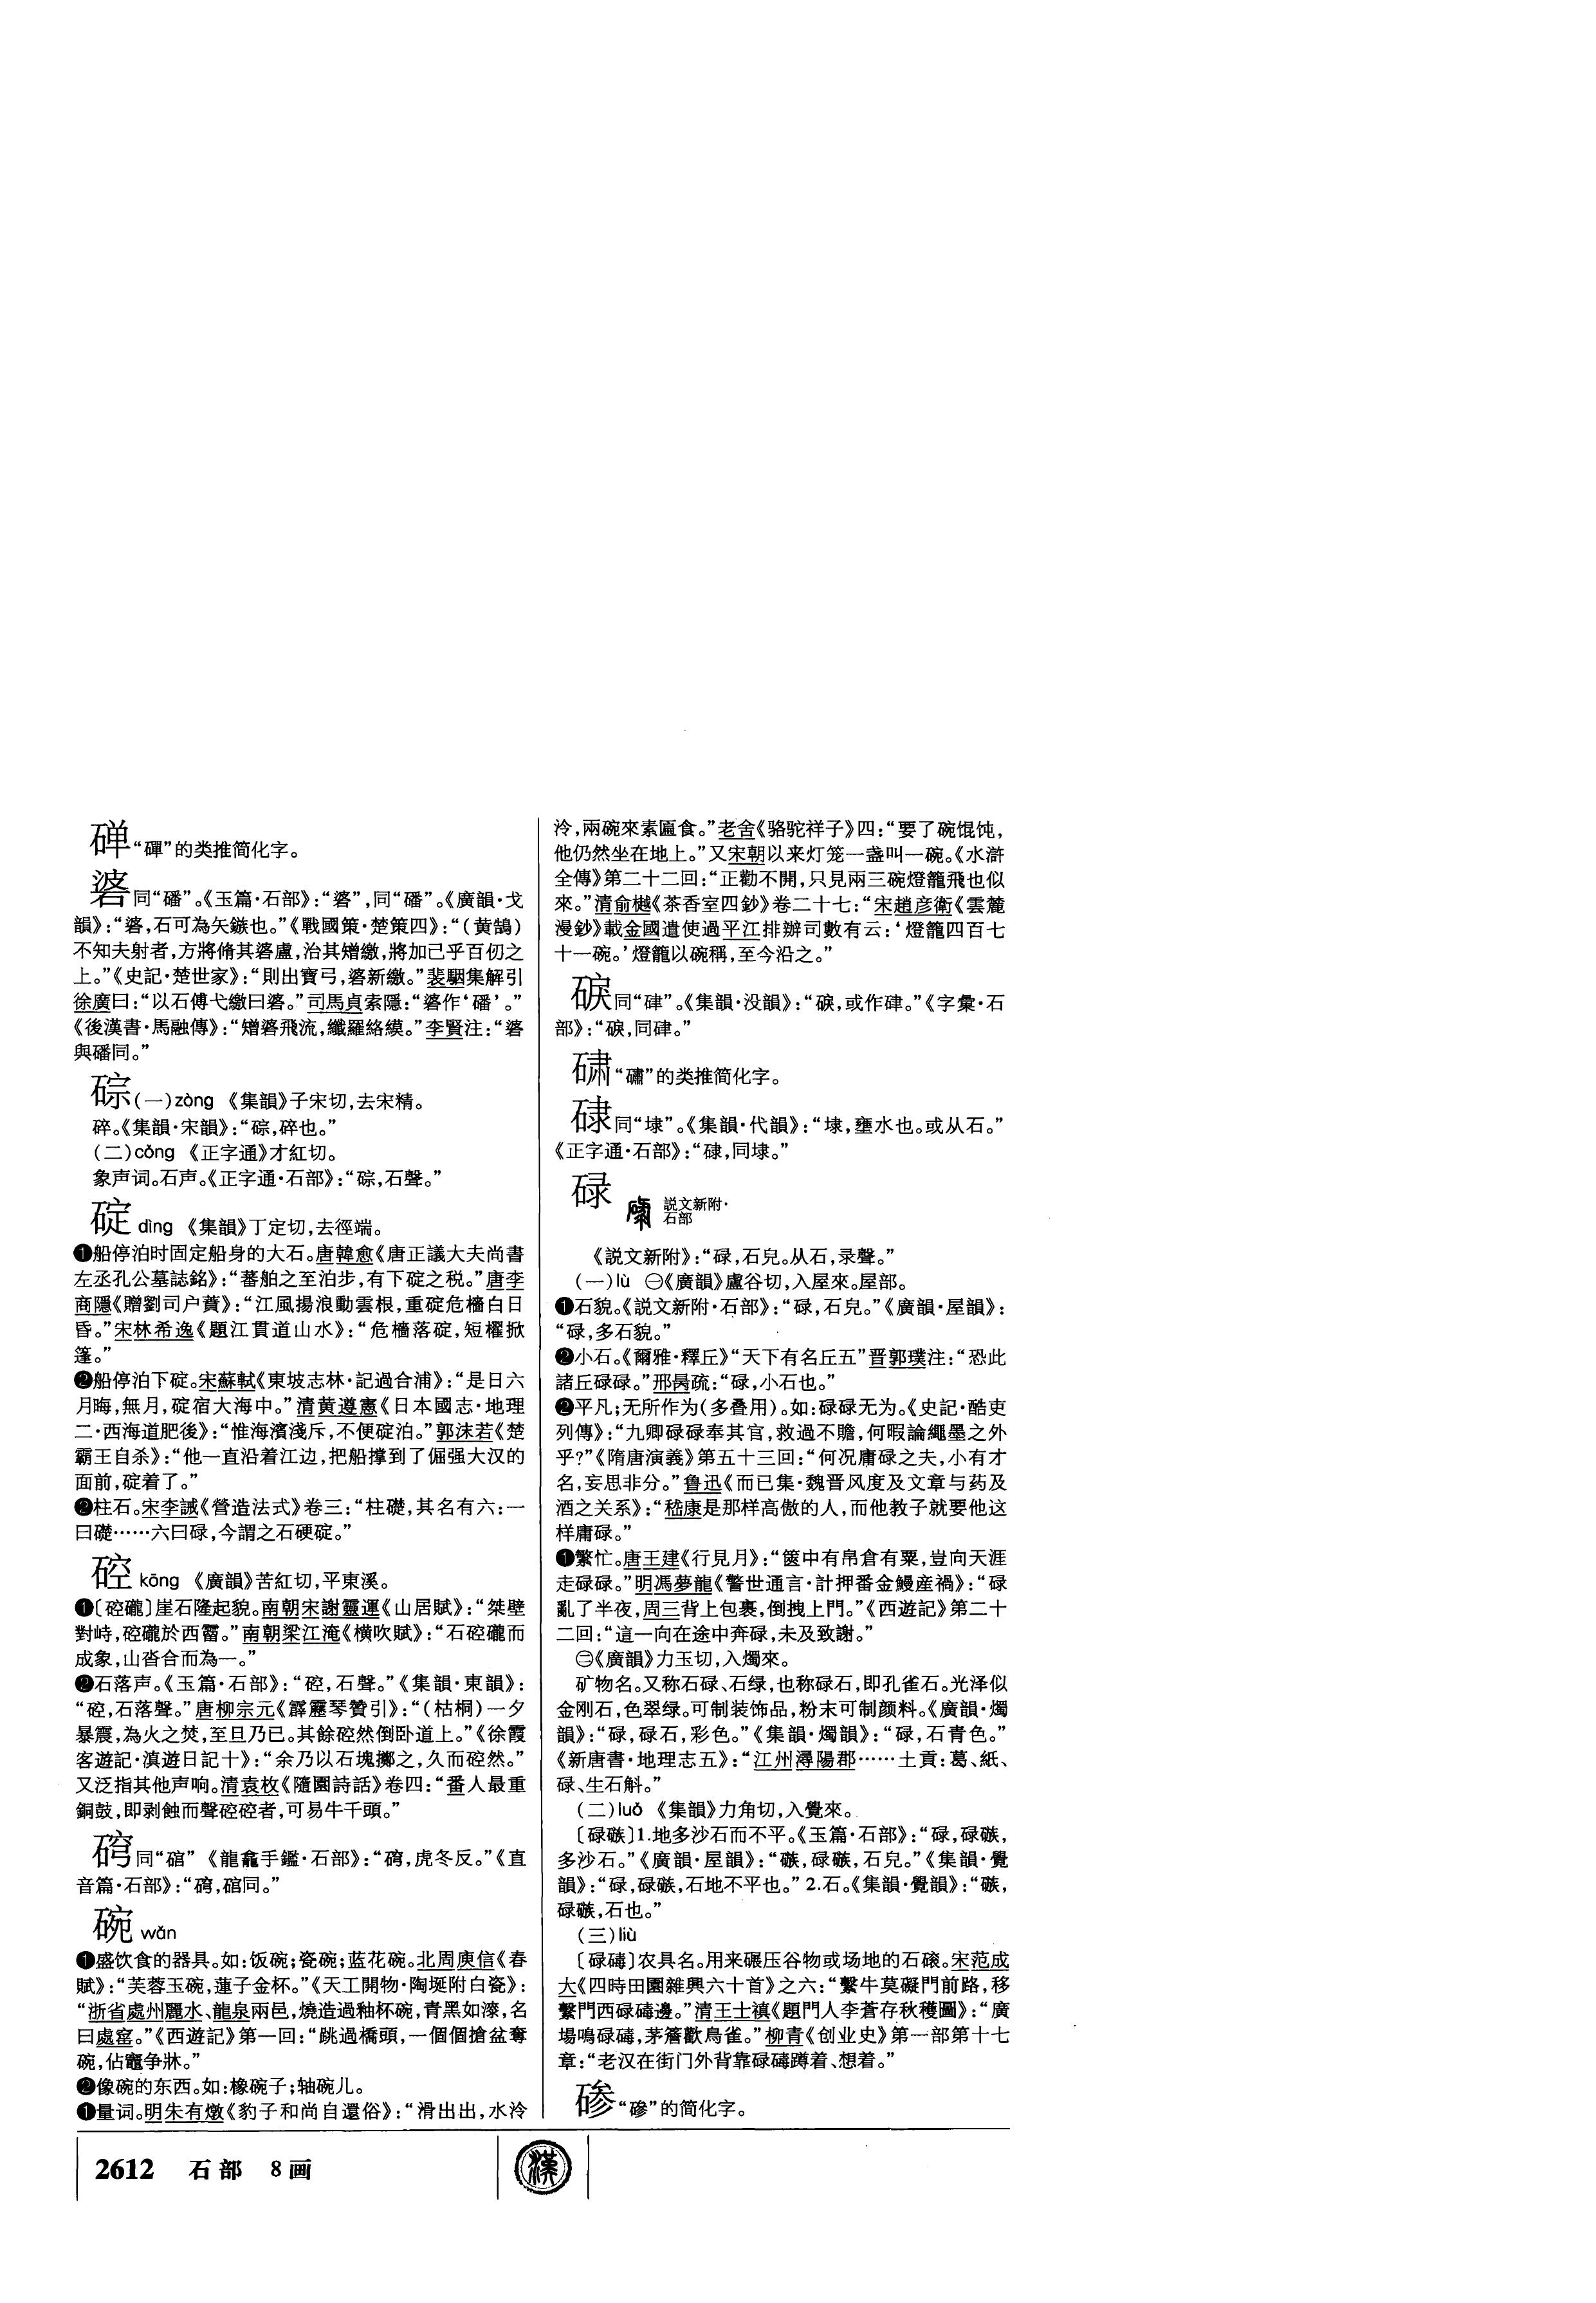 䃅“磾”的类推简化字。
碆同“磻”。《玉篇·石部》：“碆”，同“磻”。《廣韻·戈
韻》：“碆，石可為矢鏃也。”《戰國策·楚策四》：“（黄鵠）
不知夫射者，方將脩其碆盧，治其矰繳，將加己乎百仞之
上。”《史記·楚世家》：“則出寶弓，碆新繳。”裴駰集解引
徐廣曰：“以石傅弋繳曰碆。”司馬貞索隱：“碆作‘磻’。”
《後漢書·馬融傳》：“矰碆飛流，纖羅絡縸。”李賢注：“碆
與磻同。”
碂（一）zòng 《集韻》子宋切，去宋精。
碎。《集韻·宋韻》：“碂，碎也。”
（二）cǒng 《正字通》才紅切。
象声词。石声。《正字通·石部》：“碂，石聲。”
碇 dìng 《集韻》丁定切，去徑端。
❶船停泊时固定船身的大石。唐韓愈《唐正議大夫尚書
左丞孔公墓誌銘》：“蕃舶之至泊步，有下碇之税。”唐李
商隱《贈劉司户蕡》：“江風揚浪動雲根，重碇危檣白日
昏。”宋林希逸《題江貫道山水》：“危檣落碇，短櫂掀
篷。”
❷船停泊下碇。宋蘇軾《東坡志林·記過合浦》：“是日六
月晦，無月，碇宿大海中。”清黄遵憲《日本國志·地理
二·西海道肥後》：“惟海濱淺斥，不便碇泊。”郭沫若《楚
霸王自杀》：“他一直沿着江边，把船撑到了倔强大汉的
面前，碇着了。”
❷柱石。宋李誡《營造法式》卷三：“柱礎，其名有六：一
曰礎……六曰碌，今謂之石硬碇。”
硿 kōng 《廣韻》苦紅切，平東溪。
❶〔硿礲〕崖石隆起貌。南朝宋謝靈運《山居賦》：“桀壁
對峙，硿礲於西霤。”南朝梁江淹《横吹賦》：“石硿礲而
成象，山沓合而為一。”
❷石落声。《玉篇·石部》：“硿，石聲。”《集韻·東韻》：
“硿，石落聲。”唐柳宗元《霹靂琴贊引》：“（枯桐）一夕
暴震，為火之焚，至旦乃已。其餘硿然倒卧道上。”《徐霞
客遊記·滇遊日記十》：“余乃以石塊擲之，久而硿然。”
又泛指其他声响。清袁枚《隨園詩話》卷四：“番人最重
銅鼓，即剥蝕而聲硿硿者，可易牛千頭。”
同“䃔” 《龍龕手鑑·石部》：“，虎冬反。”《直
音篇·石部》：“，同。”
碗 wǎn
❶盛饮食的器具。如：饭碗；瓷碗；蓝花碗。北周庾信《春
賦》：“芙蓉玉碗，蓮子金杯。”《天工開物·陶埏附白瓷》：
“浙省處州麗水、龍泉兩邑，燒造過釉杯碗，青黑如漆，名
曰處窑。”《西遊記》第一回：“跳過橋頭，一個個搶盆奪
碗，佔竈争牀。”
❷像碗的东西。如：橡碗子；轴碗儿。
❶量词。明朱有燉《豹子和尚自還俗》：“滑出出，水泠
泠，兩碗來素匾食。”老舍《骆驼祥子》四：“要了碗馄饨，
他仍然坐在地上。”又宋朝以来灯笼一盏叫一碗。《水滸
全傳》第二十二回：“正勸不開，只見兩三碗燈籠飛也似
來。”清俞樾《茶香室四鈔》卷二十七：“宋趙彦衛《雲麓
漫鈔》載金國遣使過平江排辦司數有云：‘燈籠四百七
十一碗。’燈籠以碗稱，至今沿之。”
同“硉”。《集韻·没韻》：“，或作硉。”《字彙·石
部》：“，同硉。”
“䃤”的类推简化字。
同“埭”。《集韻·代韻》：“埭，壅水也。或从石。”
《正字通·石部》：“，同埭。”
碌 説文新附·
石部
《説文新附》：“碌，石皃。从石，录聲。”
（一）lù ㊀《廣韻》盧谷切，入屋來。屋部。
❶石貌。《説文新附·石部》：“碌，石皃。”《廣韻·屋韻》：
“碌，多石貌。”
❷小石。《爾雅·釋丘》“天下有名丘五”晋郭璞注：“恐此
諸丘碌碌。”邢昺疏：“碌，小石也。”
❷平凡；无所作为（多叠用）。如：碌碌无为。《史記·酷吏
列傳》：“九卿碌碌奉其官，救過不贍，何暇論繩墨之外
乎？”《隋唐演義》第五十三回：“何况庸碌之夫，小有才
名，妄思非分。”鲁迅《而已集·魏晋风度及文章与药及
酒之关系》：“嵇康是那样高傲的人，而他教子就要他这
样庸碌。”
❶繁忙。唐王建《行見月》：“篋中有帛倉有粟，豈向天涯
走碌碌。”明馮夢龍《警世通言·計押番金鰻産禍》：“碌
亂了半夜，周三背上包裹，倒拽上門。”《西遊記》第二十
二回：“這一向在途中奔碌，未及致謝。”
㊁《廣韻》力玉切，入燭來。
矿物名。又称石碌、石绿，也称碌石，即孔雀石。光泽似
金刚石，色翠绿。可制装饰品，粉末可制颜料。《廣韻·燭
韻》：“碌，碌石，彩色。”《集韻·燭韻》：“碌，石青色。”
《新唐書·地理志五》：“江州潯陽郡……土貢：葛、紙、
碌、生石斛。”
（二）luǒ 《集韻》力角切，入覺來。
〔碌磩〕1.地多沙石而不平。《玉篇·石部》：“碌，碌，
多沙石。”《廣韻·屋韻》：“，碌，石皃。”《集韻·覺
韻》：“碌，碌，石地不平也。”2.石。《集韻·覺韻》：“，
碌，石也。”
（三）liù
〔碌碡〕农具名。用来碾压谷物或场地的石磙。宋范成
大《四時田園雜興六十首》之六：“繫牛莫礙門前路，移
繫門西碌碡邊。”清王士禛《題門人李蒼存秋穫圖》：“廣
場鳴碌碡，茅簷歡鳥雀。”柳青《创业史》第一部第十七
章：“老汉在街门外背靠碌碡蹲着、想着。”
碜“磣”的简化字。
2612 石部 8画
漢